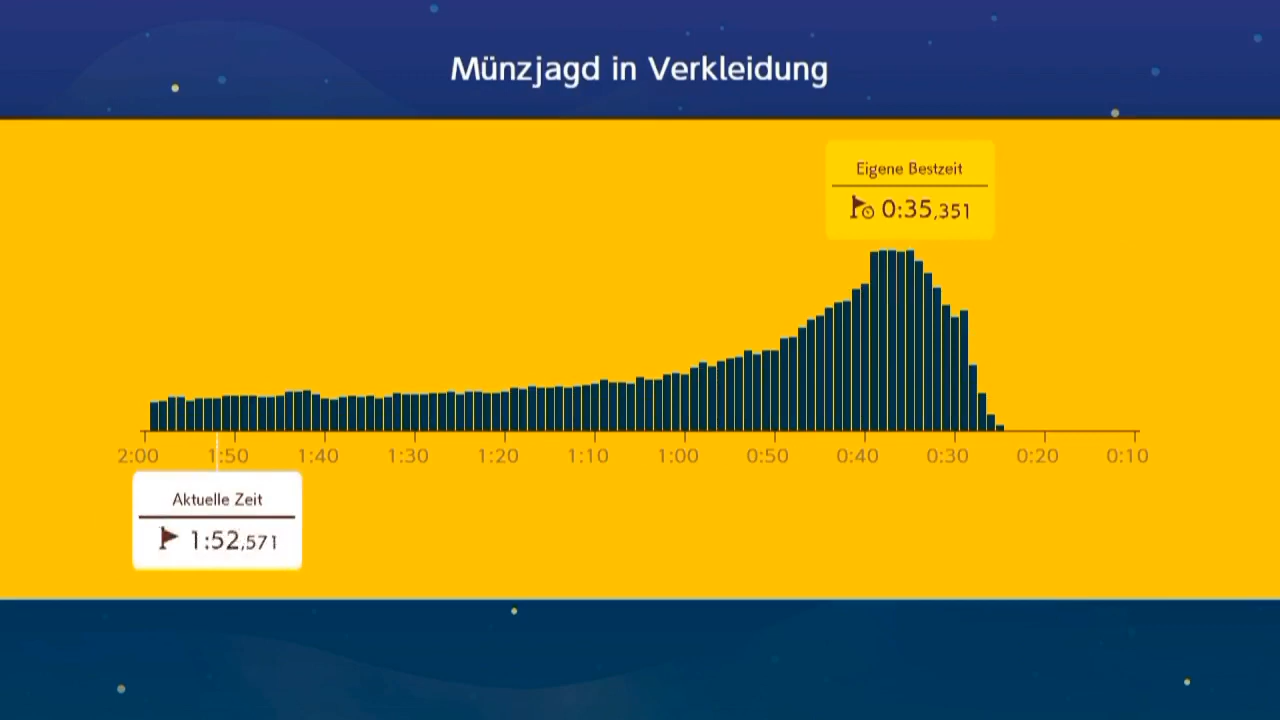 Münzjagd in Verkleidung
Eigene Bestzeit
0:35,351
2:00 1:50 1:40 1:30 1:20 1:10 1:00 0:50 0:40 0:30 0:20 0:10
Aktuelle Zeit
1:52,571